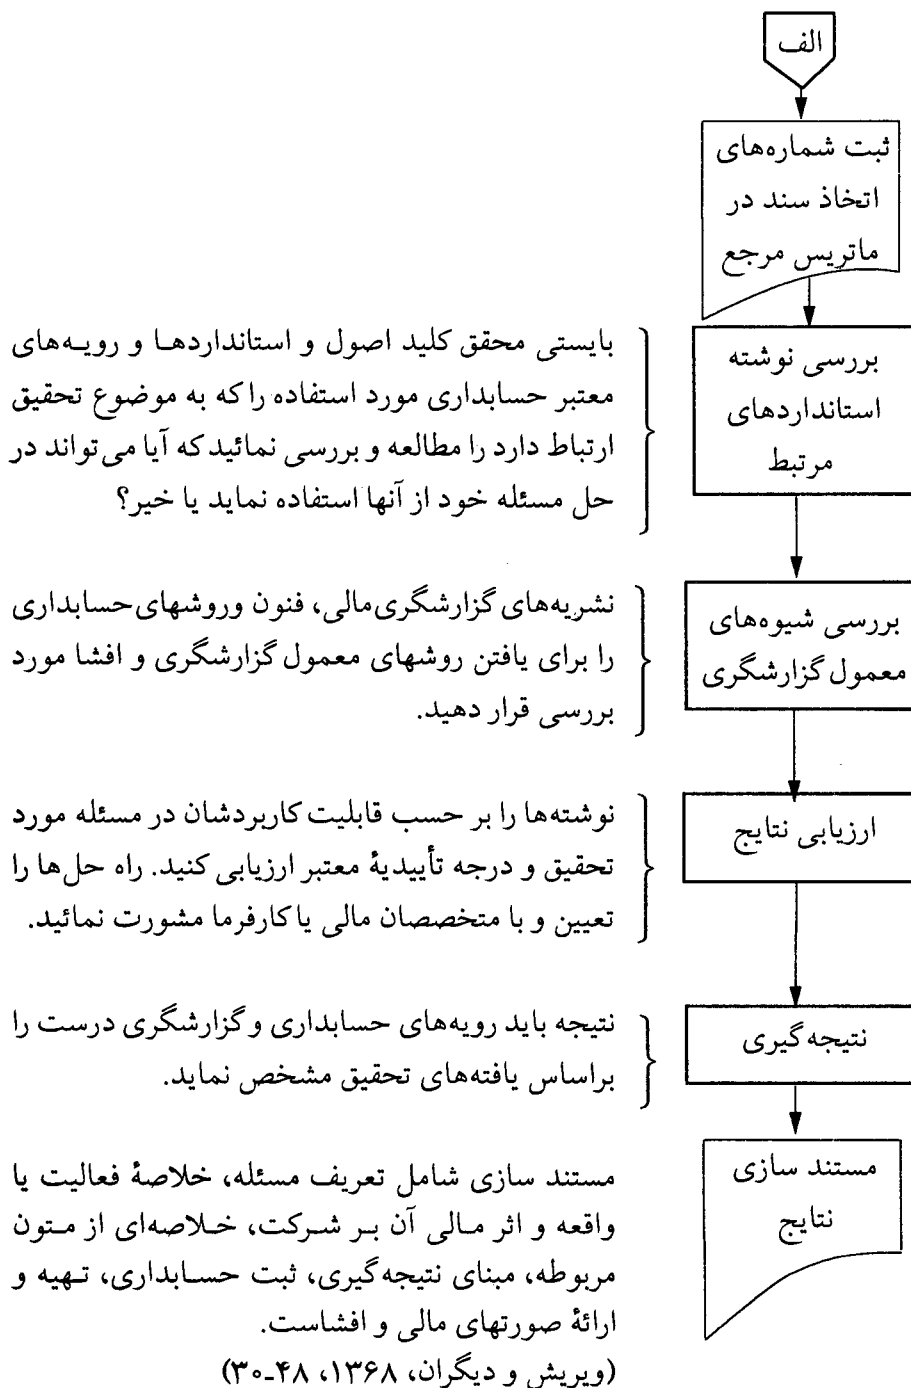 الف
ثبت شماره‌های
اتخاذ سند در
ماتریس مرجع
بررسی نوشته
استانداردهای
مرتبط
بایستی محقق کلید اصول و استانداردها و رویه‌های
معتبر حسابداری مورد استفاده را که به موضوع تحقیق
ارتباط دارد را مطالعه و بررسی نمائید که آیا می‌تواند در
حل مسئله خود از آنها استفاده نماید یا خیر؟
بررسی شیوه‌های
معمول گزارشگری
نشریه‌های گزارشگری مالی، فنون وروشهای حسابداری
را برای یافتن روشهای معمول گزارشگری و افشا مورد
بررسی قرار دهید.
ارزیابی نتایج
نوشته‌ها را بر حسب قابلیت کاربردشان در مسئله مورد
تحقیق و درجه تأییدیهٔ معتبر ارزیابی کنید. راه حل‌ها را
تعیین و با متخصصان مالی یا کارفرما مشورت نمائید.
نتیجه گیری
نتیجه باید رویه‌های حسابداری و گزارشگری درست را
براساس یافته‌های تحقیق مشخص نماید.
مستند سازی
نتایج
مستند سازی شامل تعریف مسئله، خلاصهٔ فعالیت یا
واقعه و اثر مالی آن بر شرکت، خلاصه‌ای از متون
مربوطه، مبنای نتیجه گیری، ثبت حسابداری، تهیه و
ارائهٔ صورتهای مالی و افشاست.
(ویریش و دیگران، ۱۳۶۸، ۴۸ـ۳۰)